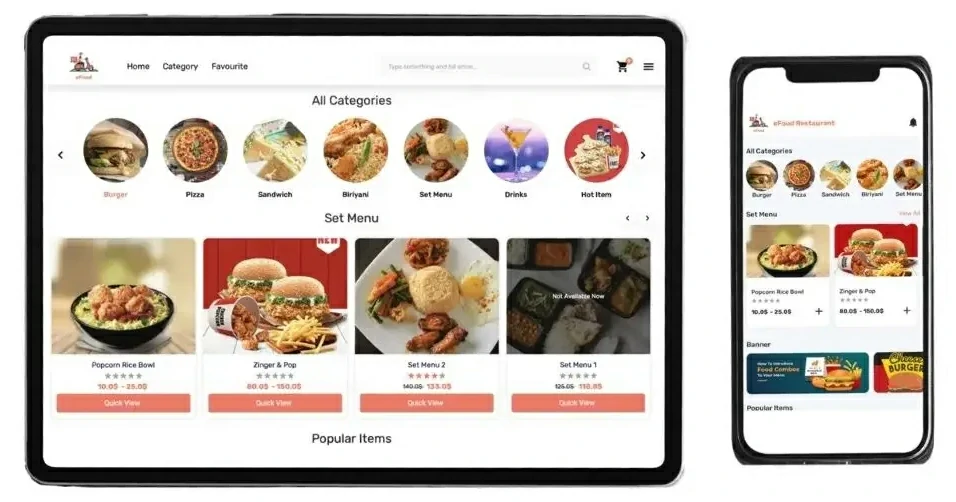 eFood
Home Category Favourite
Type something and hit enter...
All Categories
Burger Pizza Sandwich Biriyani Set Menu Drinks Hot Item
Set Menu
NEW
Not Available Now
Popcorn Rice Bowl Zinger & Pop Set Menu 2 Set Menu 1
10.0$ - 25.0$ 80.0$ - 150.0$ 140.0$ 133.0$ 125.0$ 118.8$
Quick View Quick View Quick View Quick View
Popular Items
eFood Restaurant
All Categories
Burger Pizza Sandwich Biriyani Set Menu
Set Menu View All
Popcorn Rice Bowl Zinger & Pop
10.0$ - 25.0$ + 80.0$ - 150.0$ +
Banner
How To Introduce
Food Combos
To Your Menu
Cheese
BURGER
Popular Items